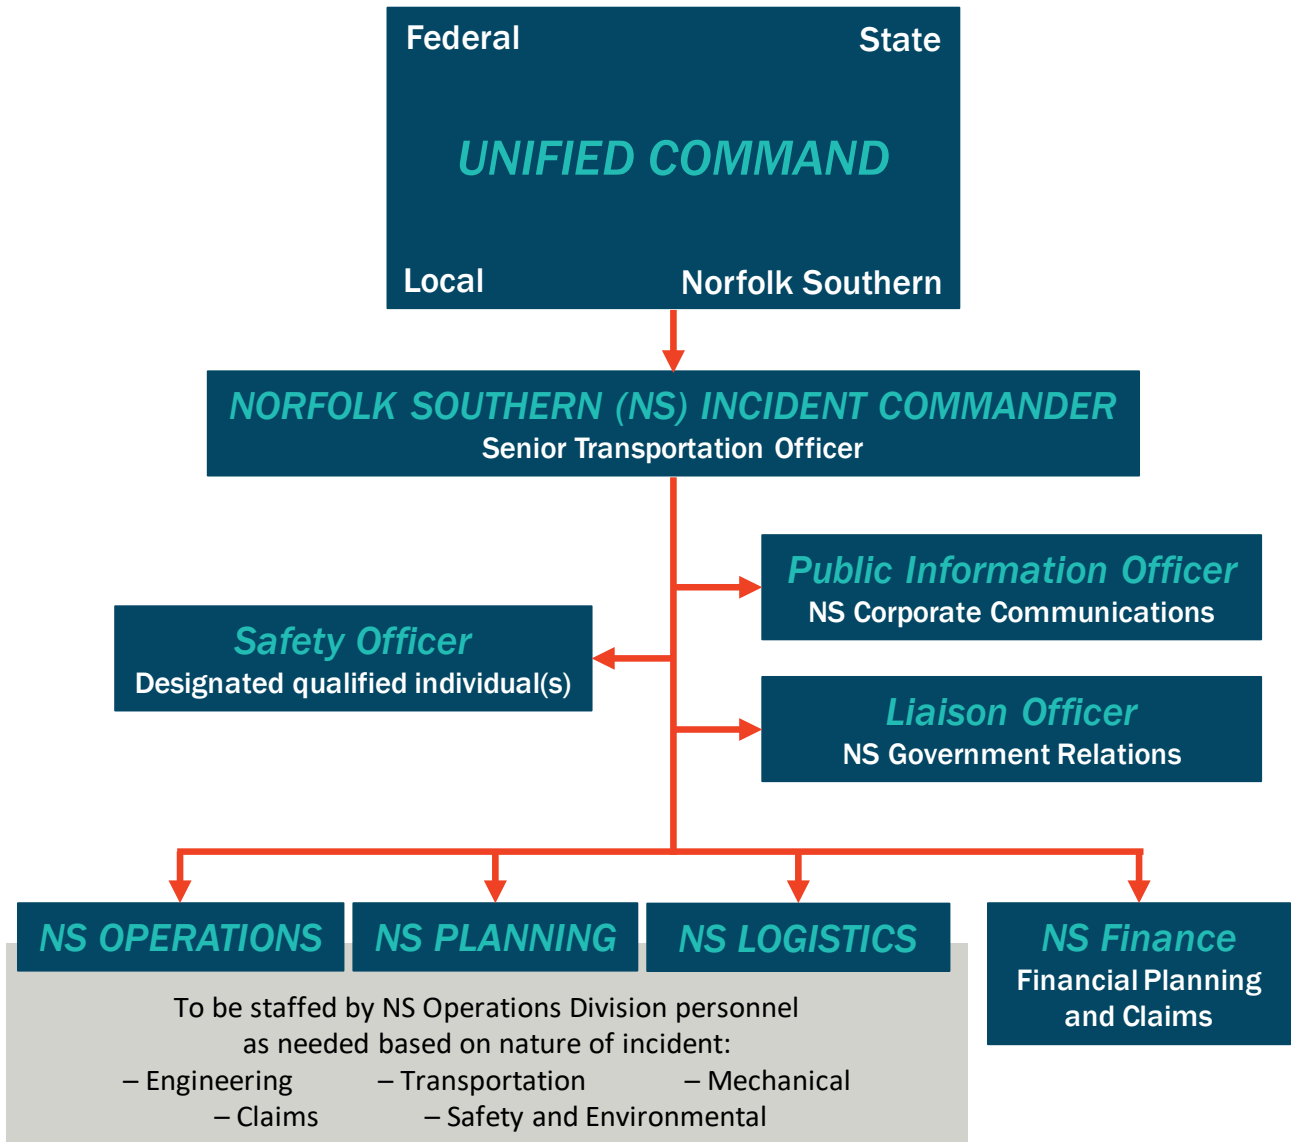 Federal
State
UNIFIED COMMAND
Local
Norfolk Southern
NORFOLK SOUTHERN (NS) INCIDENT COMMANDER
Senior Transportation Officer
Public Information Officer
NS Corporate Communications
Safety Officer
Designated qualified individual(s)
Liaison Officer
NS Government Relations
NS OPERATIONS
NS PLANNING
NS LOGISTICS
NS Finance
Financial Planning
and Claims
To be staffed by NS Operations Division personnel
as needed based on nature of incident:
– Engineering – Transportation – Mechanical
– Claims – Safety and Environmental